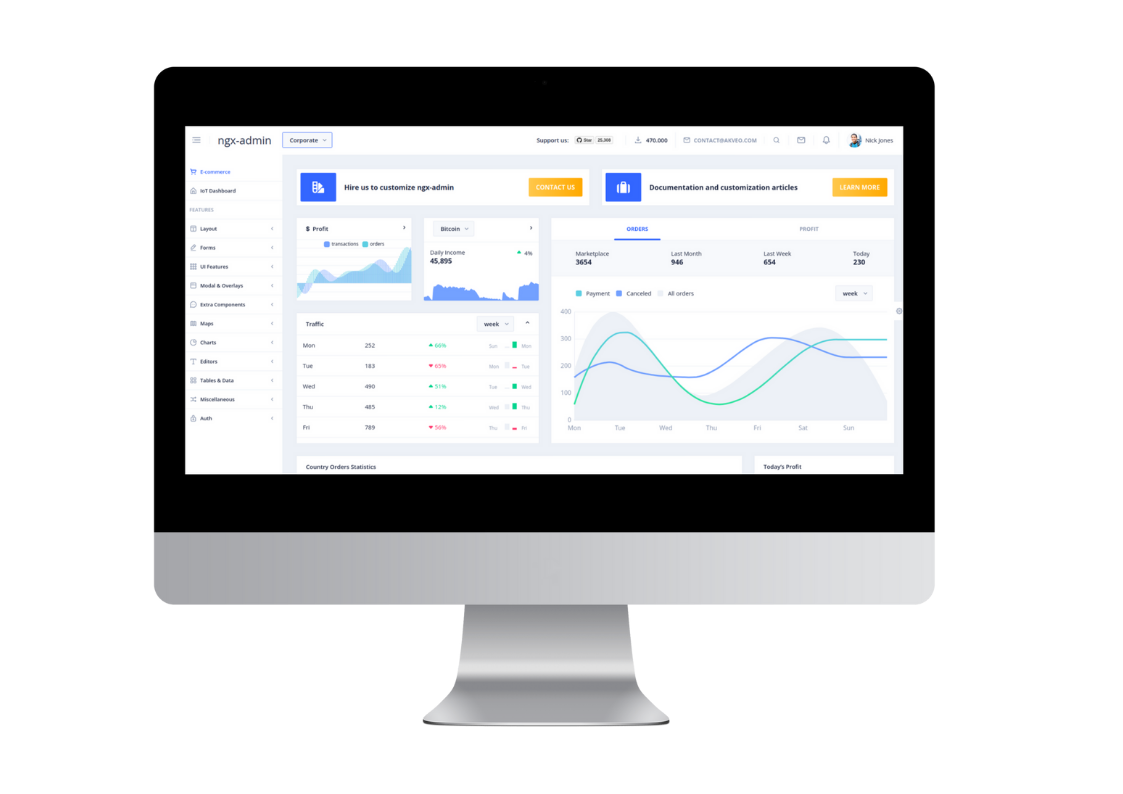 ngx-admin
Corporate
Support us:
Star
470.000
CONTACT@AKVEO.COM
Nick Jones
E-commerce
IoT Dashboard
FEATURES
Layout
Forms
UI Features
Modal & Overlays
Extra Components
Maps
Charts
Editors
Tables & Data
Miscellaneous
Auth
Hire us to customize ngx-admin
CONTACT US
Documentation and customization articles
LEARN MORE
$ Profit
transactions orders
Bitcoin
Daily Income
45,895
4%
ORDERS PROFIT
Marketplace Last Month Last Week Today
3654 946 654 230
Payment Canceled All orders
week
400
300
200
100
0
Mon Tue Wed Thu Fri Sat Sun
Traffic
week
Mon 252 66% Sun Mon
Tue 183 65% Mon Tue
Wed 490 51% Tue Wed
Thu 485 12% Wed Thu
Fri 789 56% Thu Fri
Country Orders Statistics
Today's Profit